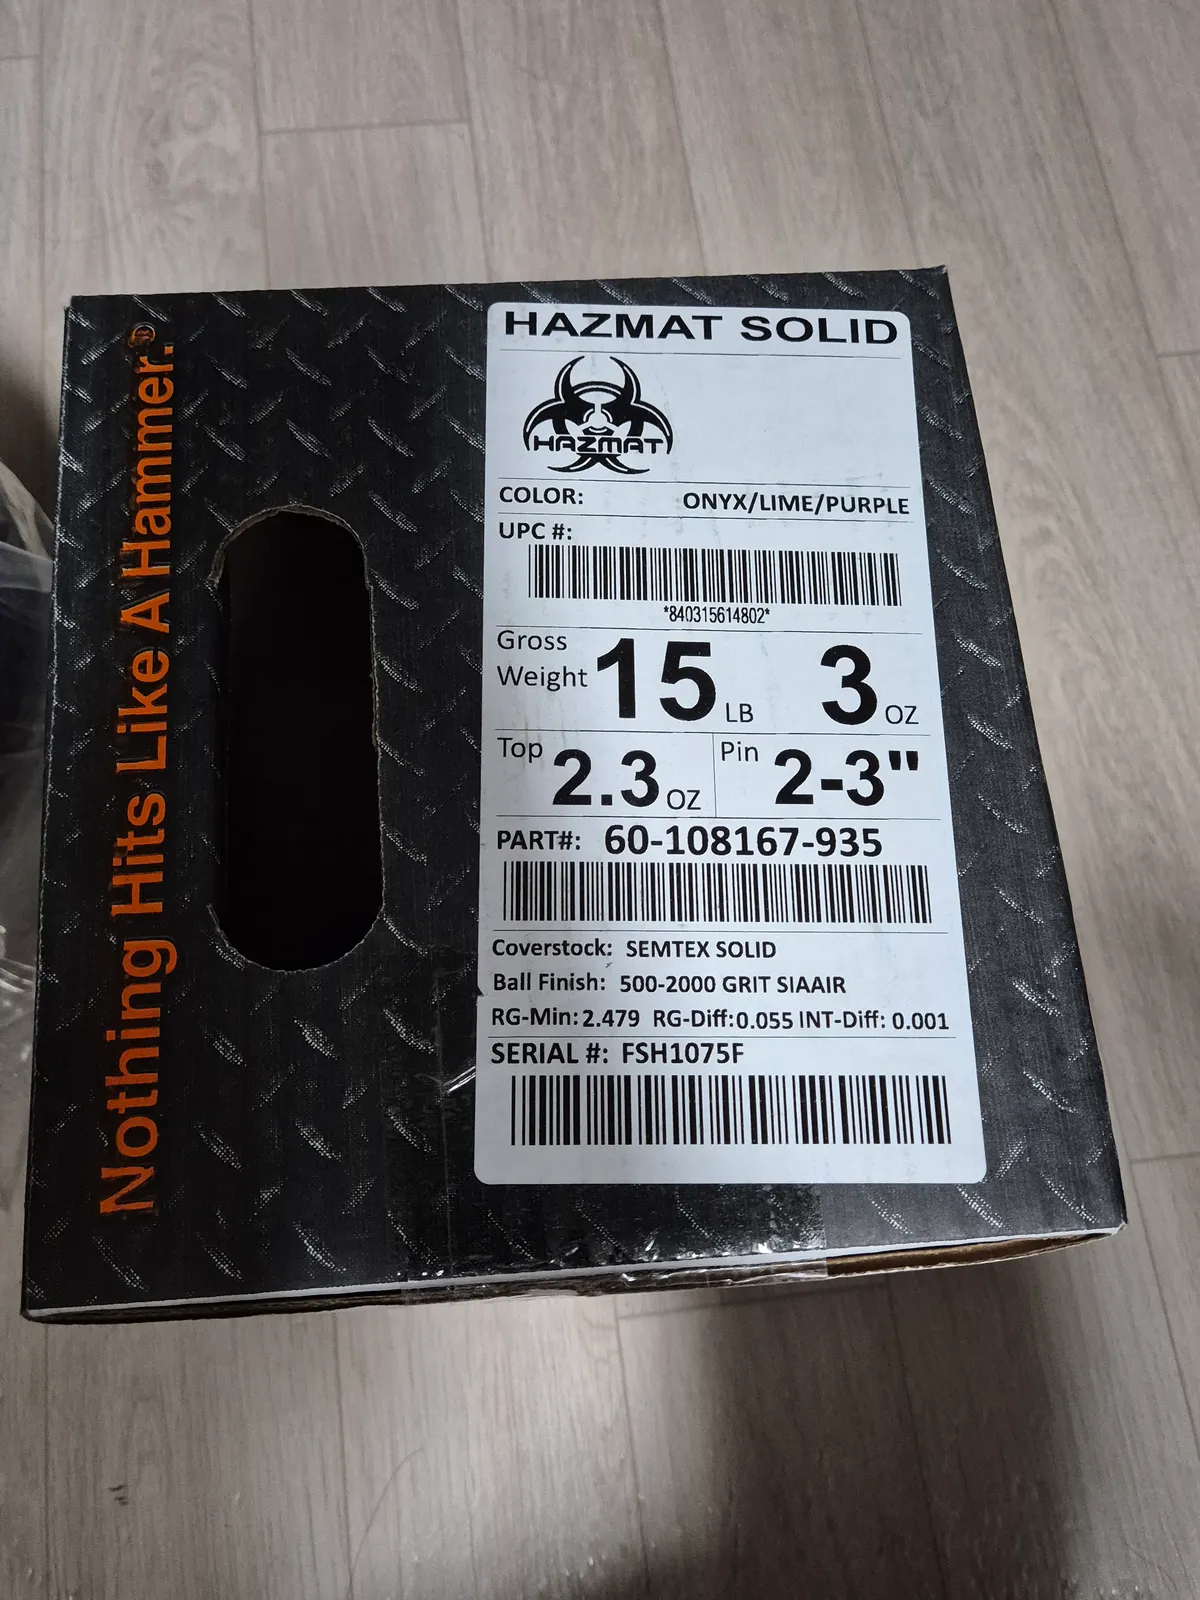 Nothing Hits Like A Hammer.®
HAZMAT SOLID
HAZMAT
COLOR: ONYX/LIME/PURPLE
UPC #:
*840315614802*
Gross Weight 15 LB 3 OZ
Top 2.3 OZ Pin 2-3"
PART#: 60-108167-935
Coverstock: SEMTEX SOLID
Ball Finish: 500-2000 GRIT SIAAIR
RG-Min: 2.479 RG-Diff: 0.055 INT-Diff: 0.001
SERIAL #: FSH1075F